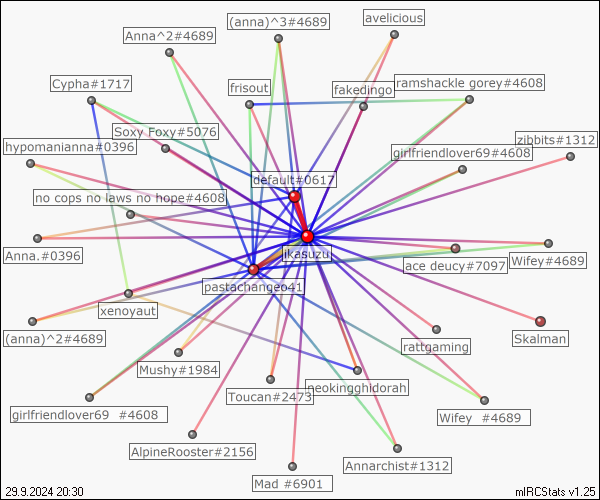 (anna)^3#4689
avelicious
Anna^2#4689
Cypha#1717
frisout
fakedingo
ramshackle gorey#4608
Soxy Foxy#5076
zibbits#1312
hypomanianna#0396
girlfriendlover69#4608
default#0617
no cops no laws no hope#4608
Anna.#0396
ikasuzu
Wifey#4689
ace deucy#7097
pastachangeo41
xenoyaut
(anna)^2#4689
rattgaming
Skalman
Mushy#1984
Toucan#2473
neokingghidorah
girlfriendlover69  #4608
Wifey  #4689
AlpineRooster#2156
Annarchist#1312
Mad  #6901
29.9.2024 20:30
mIRCStats v1.25